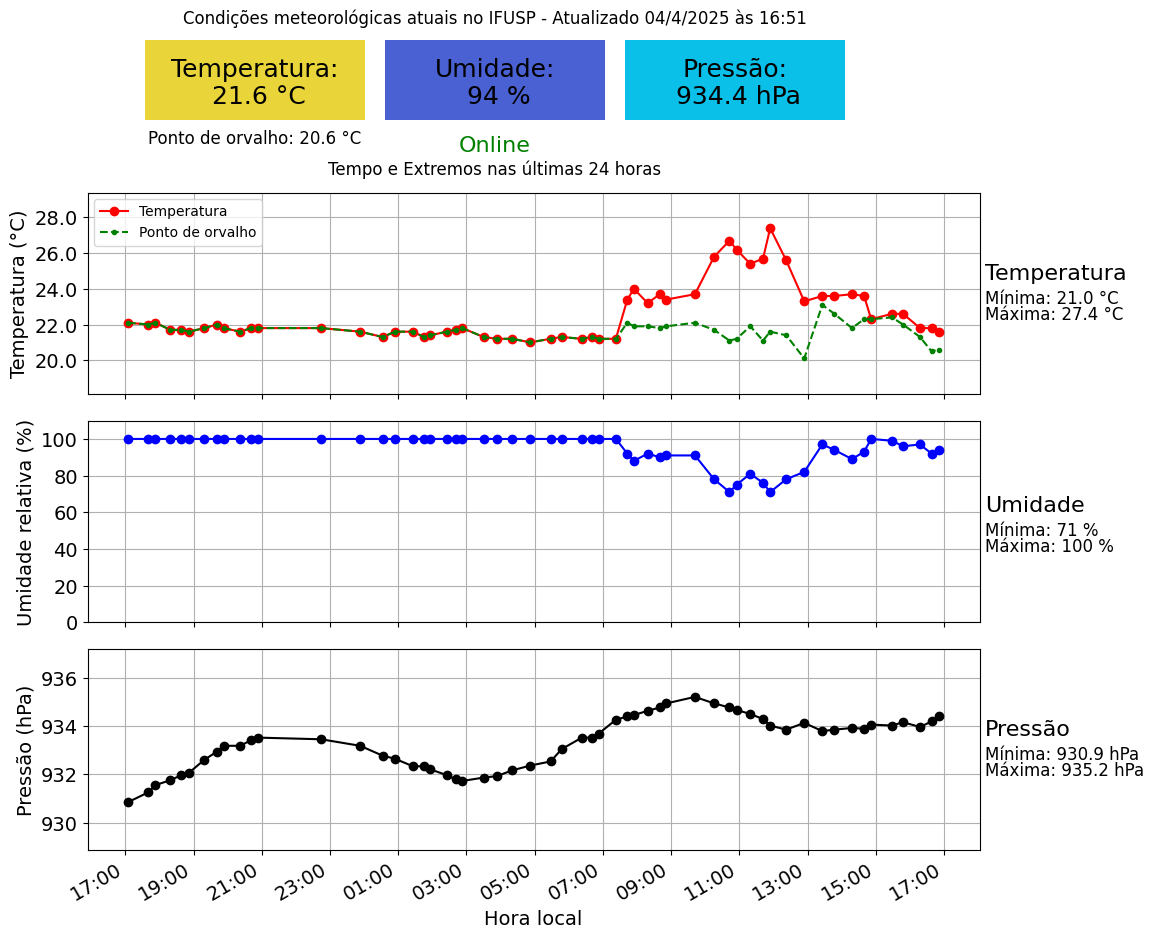 Condições meteorológicas atuais no IFUSP - Atualizado 04/4/2025 às 16:51
Temperatura:
21.6 °C
Umidade:
94 %
Pressão:
934.4 hPa
Ponto de orvalho: 20.6 °C
Online
Tempo e Extremos nas últimas 24 horas
Temperatura (°C)
28.0
26.0
24.0
22.0
20.0
Temperatura
Ponto de orvalho
Temperatura
Mínima: 21.0 °C
Máxima: 27.4 °C
Umidade relativa (%)
100
80
60
40
20
0
Umidade
Mínima: 71 %
Máxima: 100 %
Pressão (hPa)
936
934
932
930
Pressão
Mínima: 930.9 hPa
Máxima: 935.2 hPa
17:00
19:00
21:00
23:00
01:00
03:00
05:00
07:00
09:00
11:00
13:00
15:00
17:00
Hora local